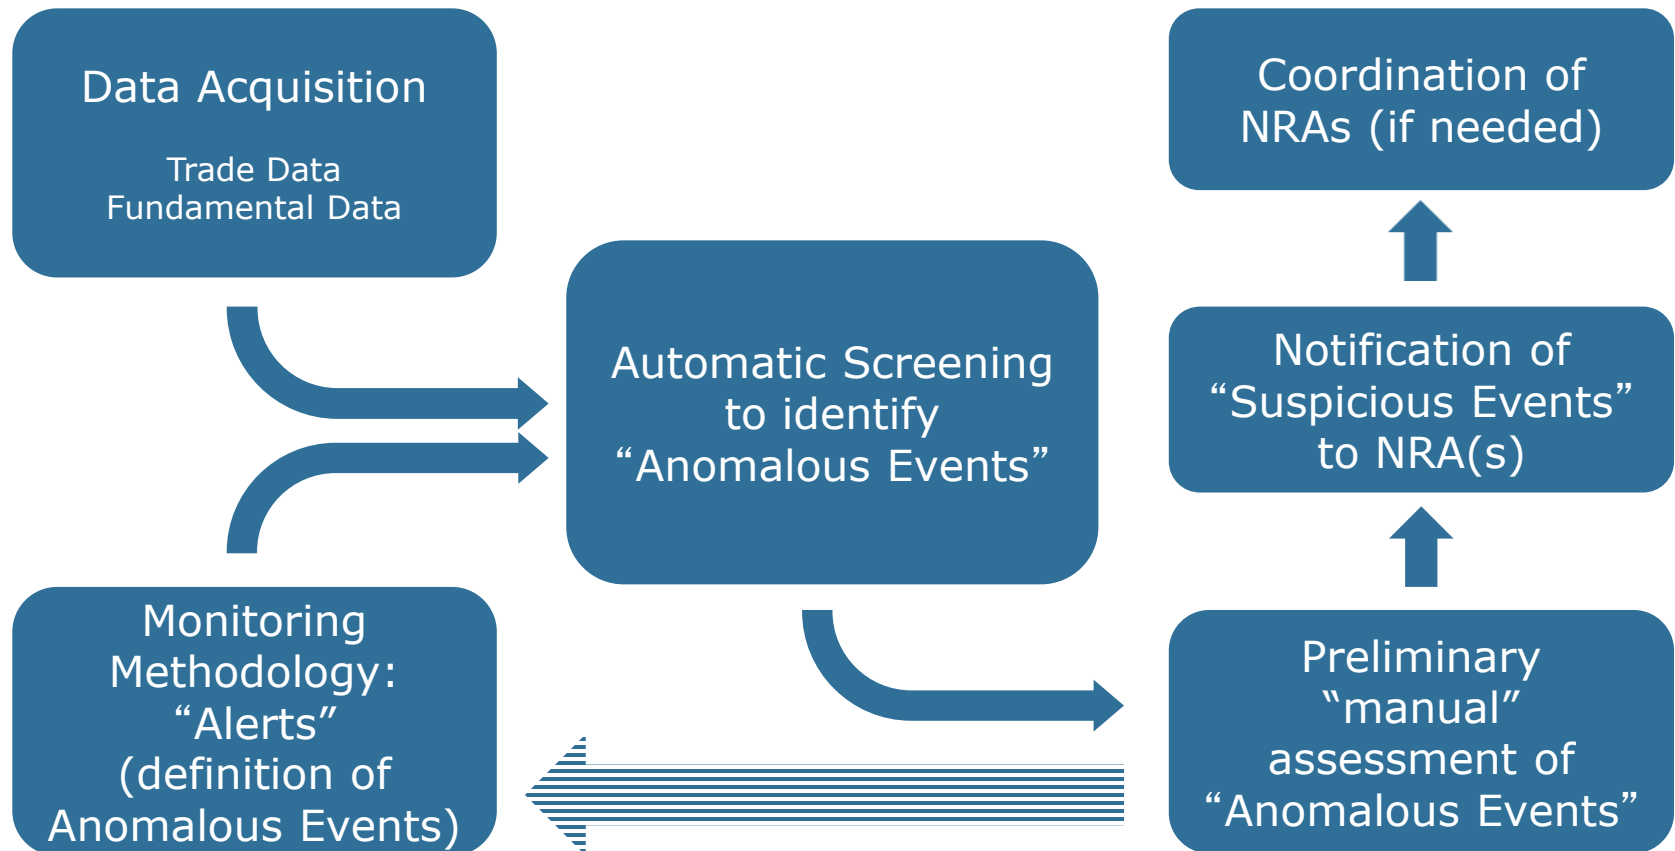 Data Acquisition
Trade Data
Fundamental Data
Monitoring
Methodology:
“Alerts”
(definition of
Anomalous Events)
Automatic Screening
to identify
“Anomalous Events”
Preliminary
“manual”
assessment of
“Anomalous Events”
Notification of
“Suspicious Events”
to NRA(s)
Coordination of
NRAs (if needed)